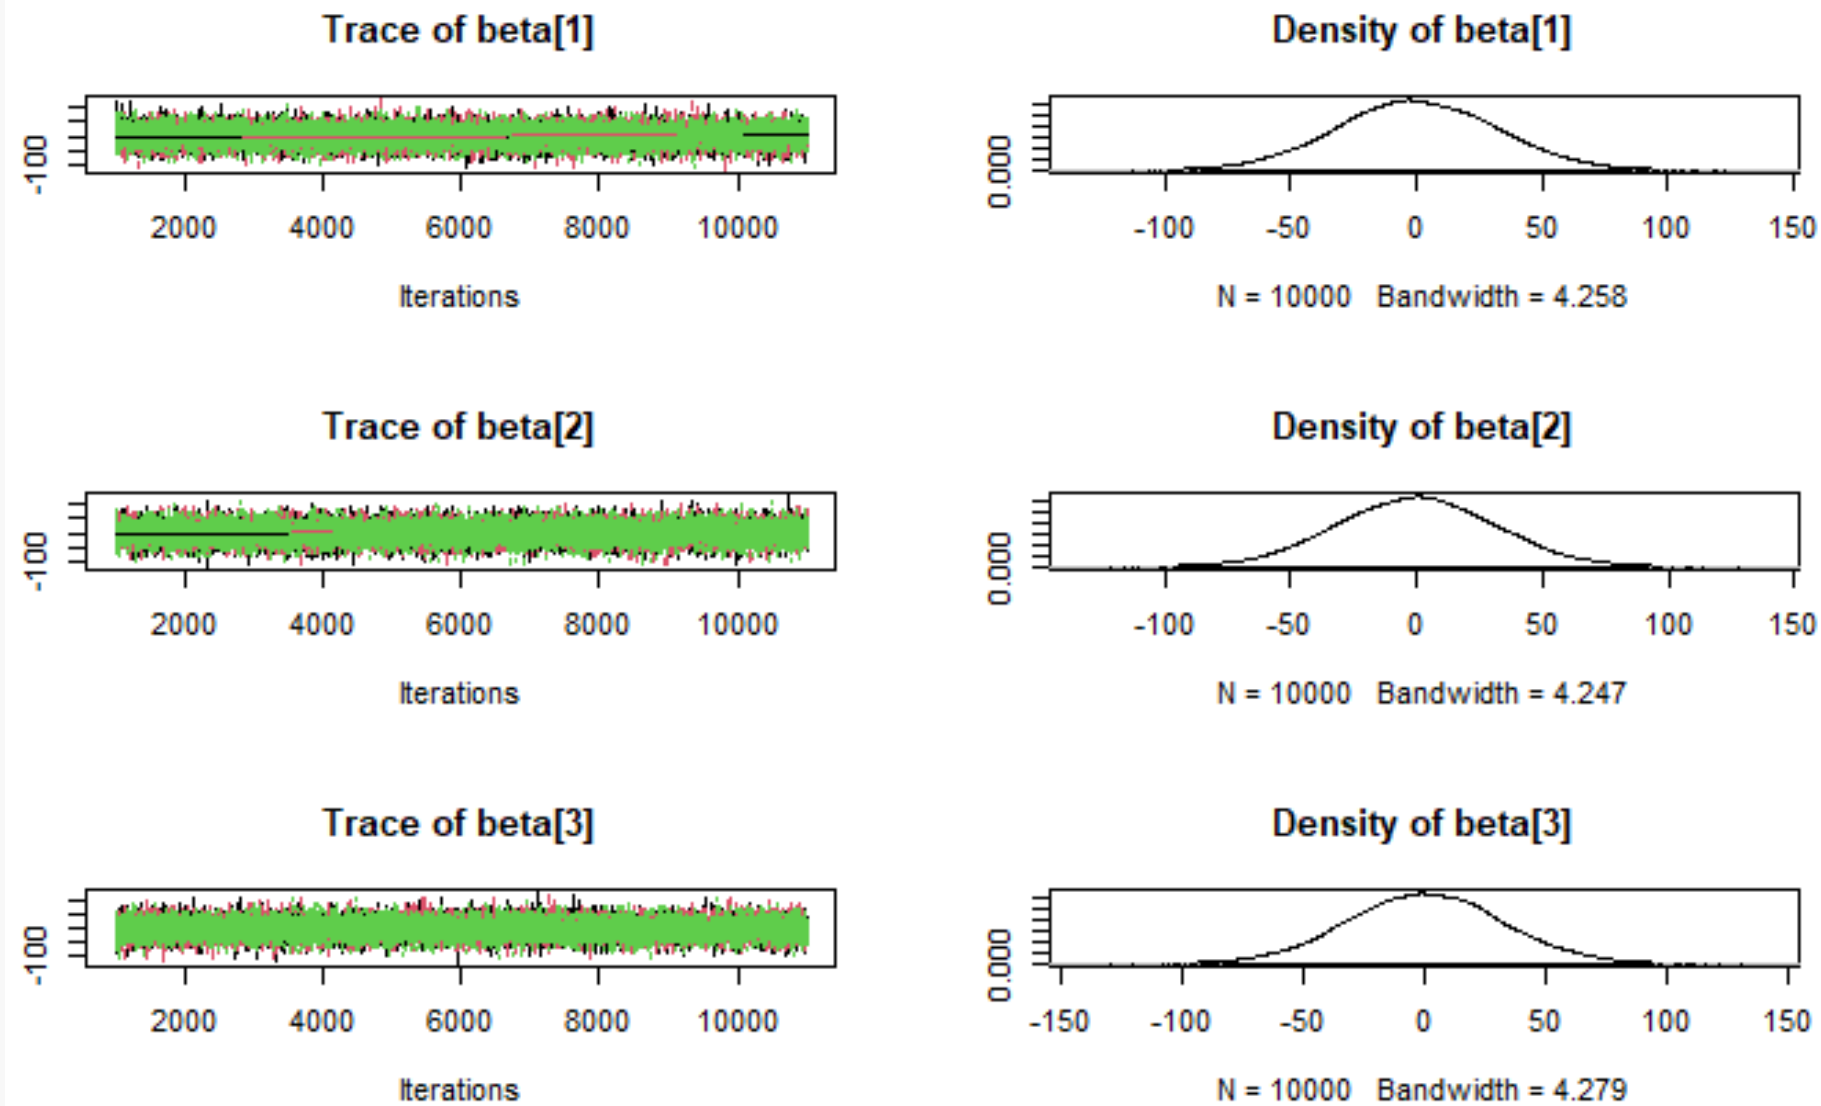 Trace of beta[1]
Density of beta[1]
-100
0.000
2000 4000 6000 8000 10000
-100 -50 0 50 100 150
Iterations
N = 10000 Bandwidth = 4.258
Trace of beta[2]
Density of beta[2]
-100
0.000
2000 4000 6000 8000 10000
-100 -50 0 50 100 150
Iterations
N = 10000 Bandwidth = 4.247
Trace of beta[3]
Density of beta[3]
-100
0.000
2000 4000 6000 8000 10000
-150 -100 -50 0 50 100 150
Iterations
N = 10000 Bandwidth = 4.279